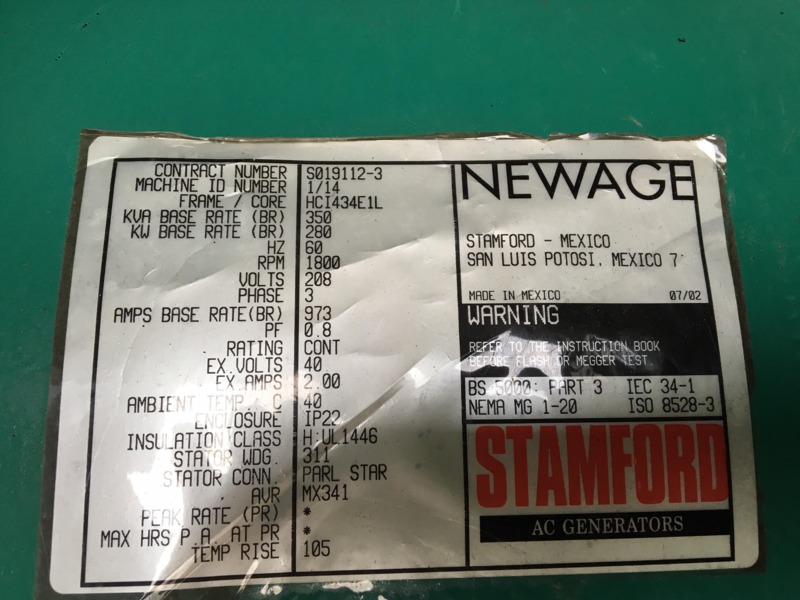 CONTRACT NUMBER S019112-3
MACHINE ID NUMBER 1/14
FRAME / CORE HCI434E1L
KVA BASE RATE (BR) 350
KW BASE RATE (BR) 280
HZ 60
RPM 1800
VOLTS 208
PHASE 3
AMPS BASE RATE(BR) 973
PF 0.8
RATING CONT
EX.VOLTS 40
EX.AMPS 2.00
AMBIENT TEMP. C 40
ENCLOSURE IP22
INSULATION CLASS H:UL1446
STATOR WDG. 311
STATOR CONN. PARL STAR
AVR MX341
PEAK RATE (PR) *
MAX HRS P.A. AT PR *
TEMP RISE 105
NEWAGE
STAMFORD - MEXICO
SAN LUIS POTOSI, MEXICO
MADE IN MEXICO 07/02
WARNING
REFER TO THE INSTRUCTION BOOK
BEFORE FLASH OR MEGGER TEST
BS 5000: PART 3 IEC 34-1
NEMA MG 1-20 ISO 8528-3
STAMFORD
AC GENERATORS